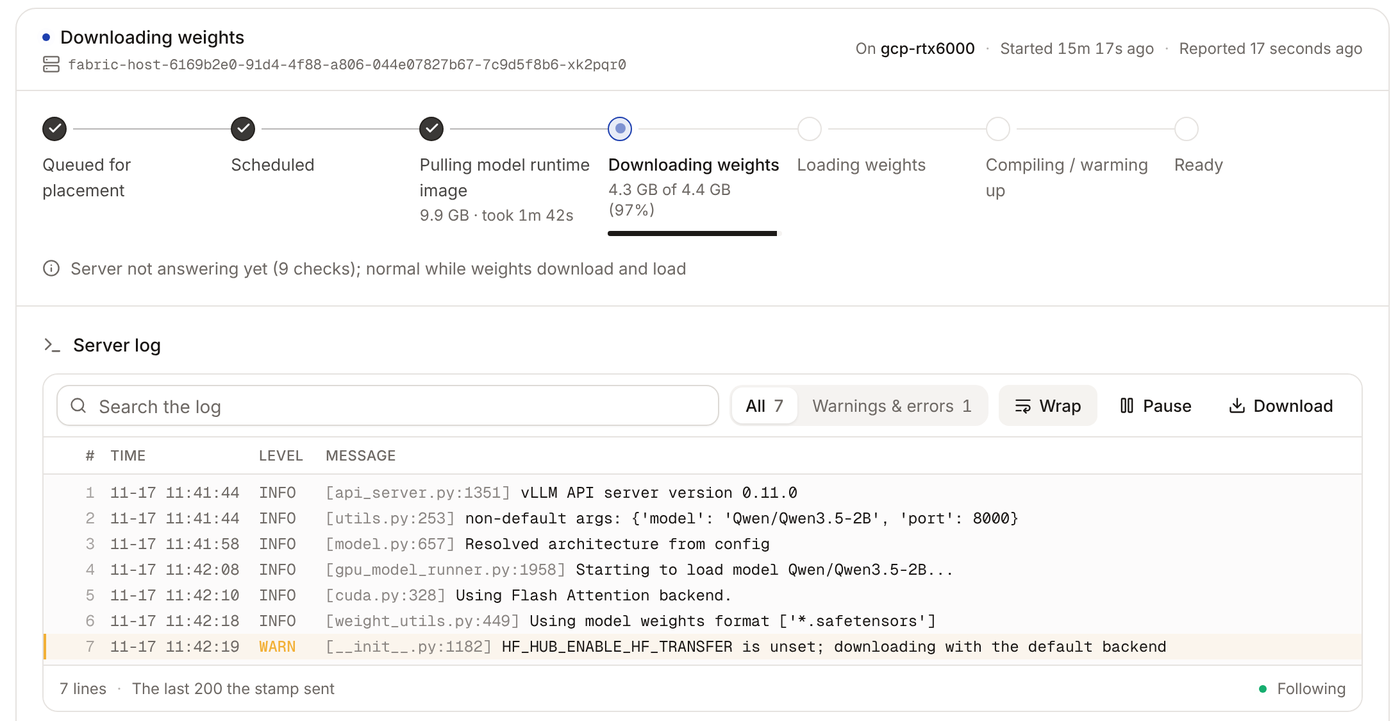 Downloading weights
fabric-host-6169b2e0-91d4-4f88-a806-044e07827b67-7c9d5f8b6-xk2pqr0
On gcp-rtx6000 · Started 15m 17s ago · Reported 17 seconds ago
Queued for
placement
Scheduled
Pulling model runtime
image
9.9 GB · took 1m 42s
Downloading weights
4.3 GB of 4.4 GB
(97%)
Loading weights
Compiling / warming
up
Ready
Server not answering yet (9 checks); normal while weights download and load
Server log
Search the log
All 7
Warnings & errors 1
Wrap
Pause
Download
# TIME LEVEL MESSAGE
1 11-17 11:41:44 INFO [api_server.py:1351] vLLM API server version 0.11.0
2 11-17 11:41:44 INFO [utils.py:253] non-default args: {'model': 'Qwen/Qwen3.5-2B', 'port': 8000}
3 11-17 11:41:58 INFO [model.py:657] Resolved architecture from config
4 11-17 11:42:08 INFO [gpu_model_runner.py:1958] Starting to load model Qwen/Qwen3.5-2B...
5 11-17 11:42:10 INFO [cuda.py:328] Using Flash Attention backend.
6 11-17 11:42:18 INFO [weight_utils.py:449] Using model weights format ['*.safetensors']
7 11-17 11:42:19 WARN [__init__.py:1182] HF_HUB_ENABLE_HF_TRANSFER is unset; downloading with the default backend
7 lines · The last 200 the stamp sent
Following